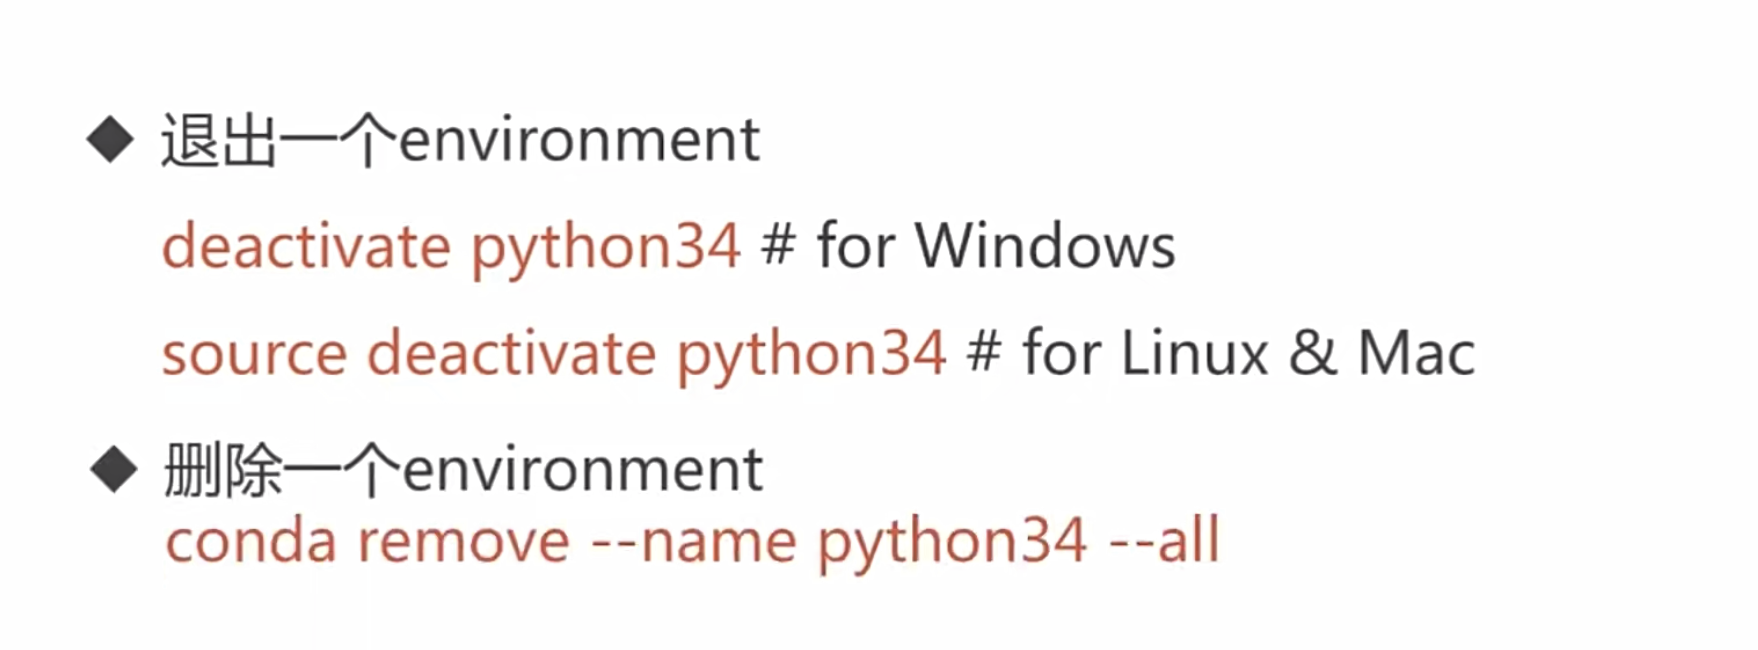 ◆ 退出一个environment
deactivate python34 # for Windows
source deactivate python34 # for Linux & Mac
◆ 删除一个environment
conda remove --name python34 --all